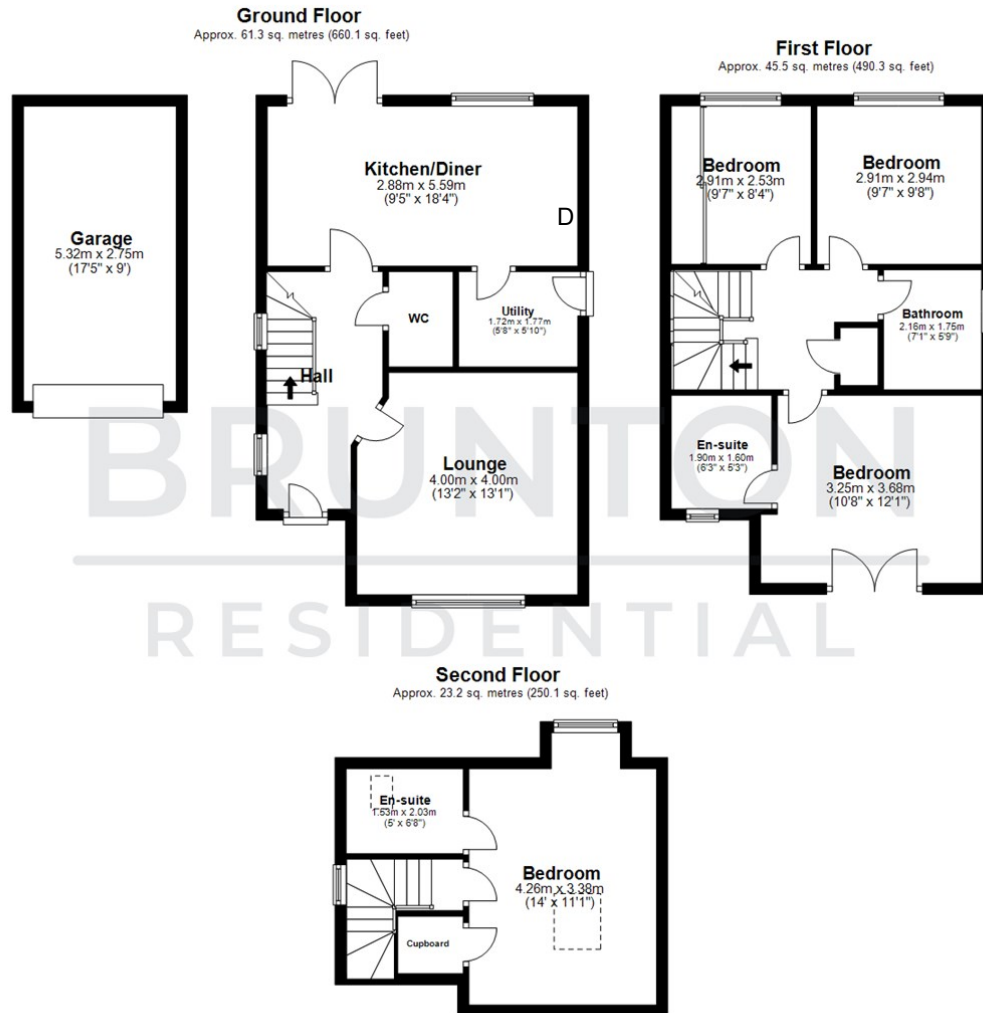 Ground Floor
Approx. 61.3 sq. metres (660.1 sq. feet)
Kitchen/Diner
2.88m x 5.59m
(9'5" x 18'4")
D
Garage
5.32m x 2.75m
(17'5" x 9')
WC
Utility
1.72m x 1.77m
(5'8" x 5'10")
Hall
Lounge
4.00m x 4.00m
(13'2" x 13'1")
First Floor
Approx. 45.5 sq. metres (490.3 sq. feet)
Bedroom
2.91m x 2.53m
(9'7" x 8'4")
Bedroom
2.91m x 2.94m
(9'7" x 9'8")
Bathroom
2.16m x 1.75m
(7'1" x 5'9")
En-suite
1.90m x 1.60m
(6'3" x 5'3")
Bedroom
3.25m x 3.68m
(10'8" x 12'1")
BRUNTON
RESIDENTIAL
Second Floor
Approx. 23.2 sq. metres (250.1 sq. feet)
En-suite
1.53m x 2.03m
(5' x 6'8")
Bedroom
4.26m x 3.38m
(14' x 11'1")
Cupboard